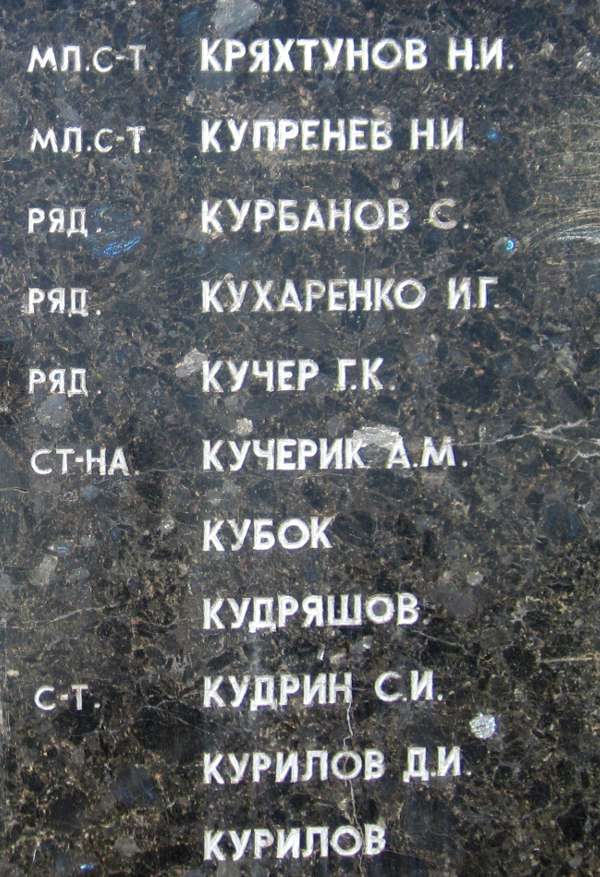 МЛ.С-Т. КРЯХТУНОВ Н.И.
МЛ.С-Т. КУПРЕНЕВ Н.И
РЯД. КУРБАНОВ С.
РЯД. КУХАРЕНКО И.Г.
РЯД. КУЧЕР Г.К.
СТ-НА. КУЧЕРИК А.М.
КУБОК
КУДРЯШОВ.
С-Т. КУДРИН С.И.
КУРИЛОВ Д.И.
КУРИЛОВ